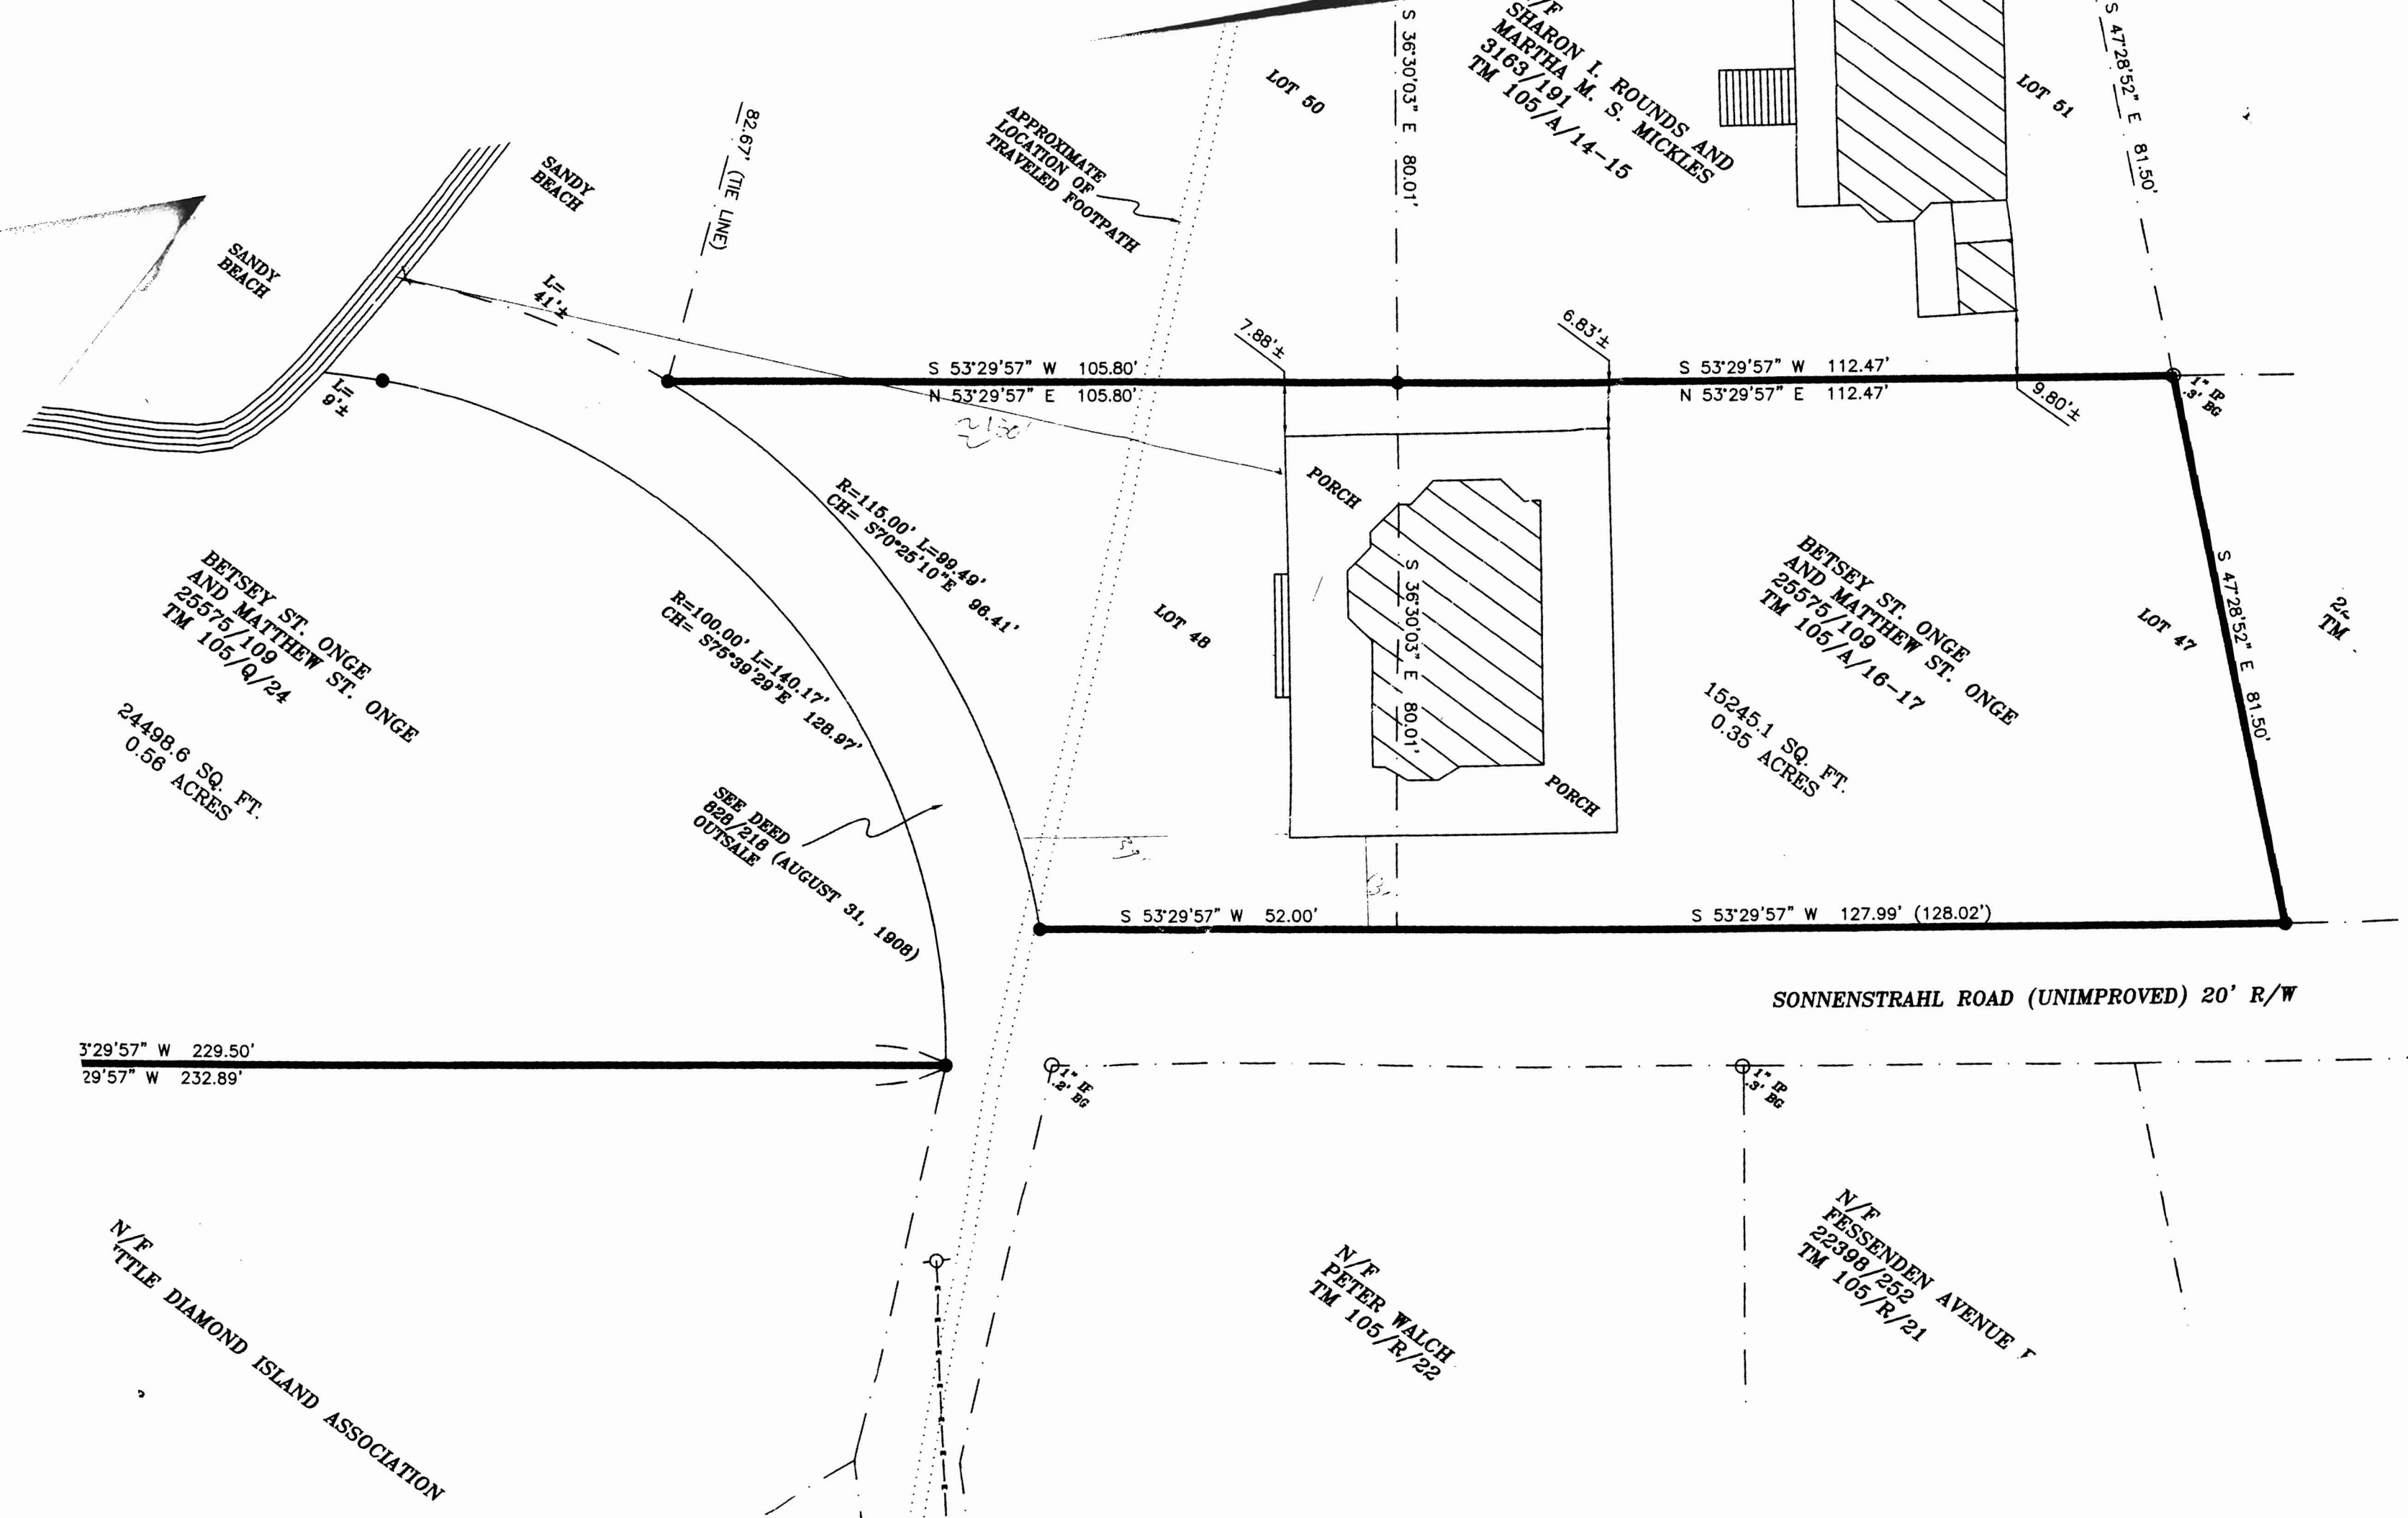 S 36°30'03" E 80.01'
N/F
SHARON I. ROUNDS AND
MARTHA M. S. MICKLES
3163/191
TM 105/A/14-15
S 47°28'52" E 81.50'
LOT 50
LOT 51
82.67' (TIE LINE)
APPROXIMATE
LOCATION OF
TRAVELED FOOTPATH
SANDY
BEACH
SANDY
BEACH
L=
41'±
7.88'±
6.83'±
S 53°29'57" W 105.80'
N 53°29'57" E 105.80'
S 53°29'57" W 112.47'
N 53°29'57" E 112.47'
9.80'±
1" IP
.3' BG
L=
9'±
PORCH
R=115.00' L=99.49'
CH= S70°25'10"E 96.41'
R=100.00' L=140.17'
CH= S75°39'29"E 128.97'
BETSEY ST. ONGE
AND MATTHEW ST. ONGE
25575/109
TM 105/Q/24
24498.6 SQ. FT.
0.56 ACRES
LOT 48
S 36°30'03" E 80.01'
BETSEY ST. ONGE
AND MATTHEW ST. ONGE
25575/109
TM 105/A/16-17
15245.1 SQ. FT.
0.35 ACRES
LOT 47
S 47°28'52" E 81.50'
TM
PORCH
SEE DEED
828/218 (AUGUST 31, 1908)
OUTSALE
S 53°29'57" W 52.00'
S 53°29'57" W 127.99' (128.02')
SONNENSTRAHL ROAD (UNIMPROVED) 20' R/W
3°29'57" W 229.50'
29'57" W 232.89'
1" IP
.2' BG
1" IP
.3' BG
N/F
TTLE DIAMOND ISLAND ASSOCIATION
N/F
PETER WALCH
TM 105/R/22
N/F
FESSENDEN AVENUE
22398/252
TM 105/R/21